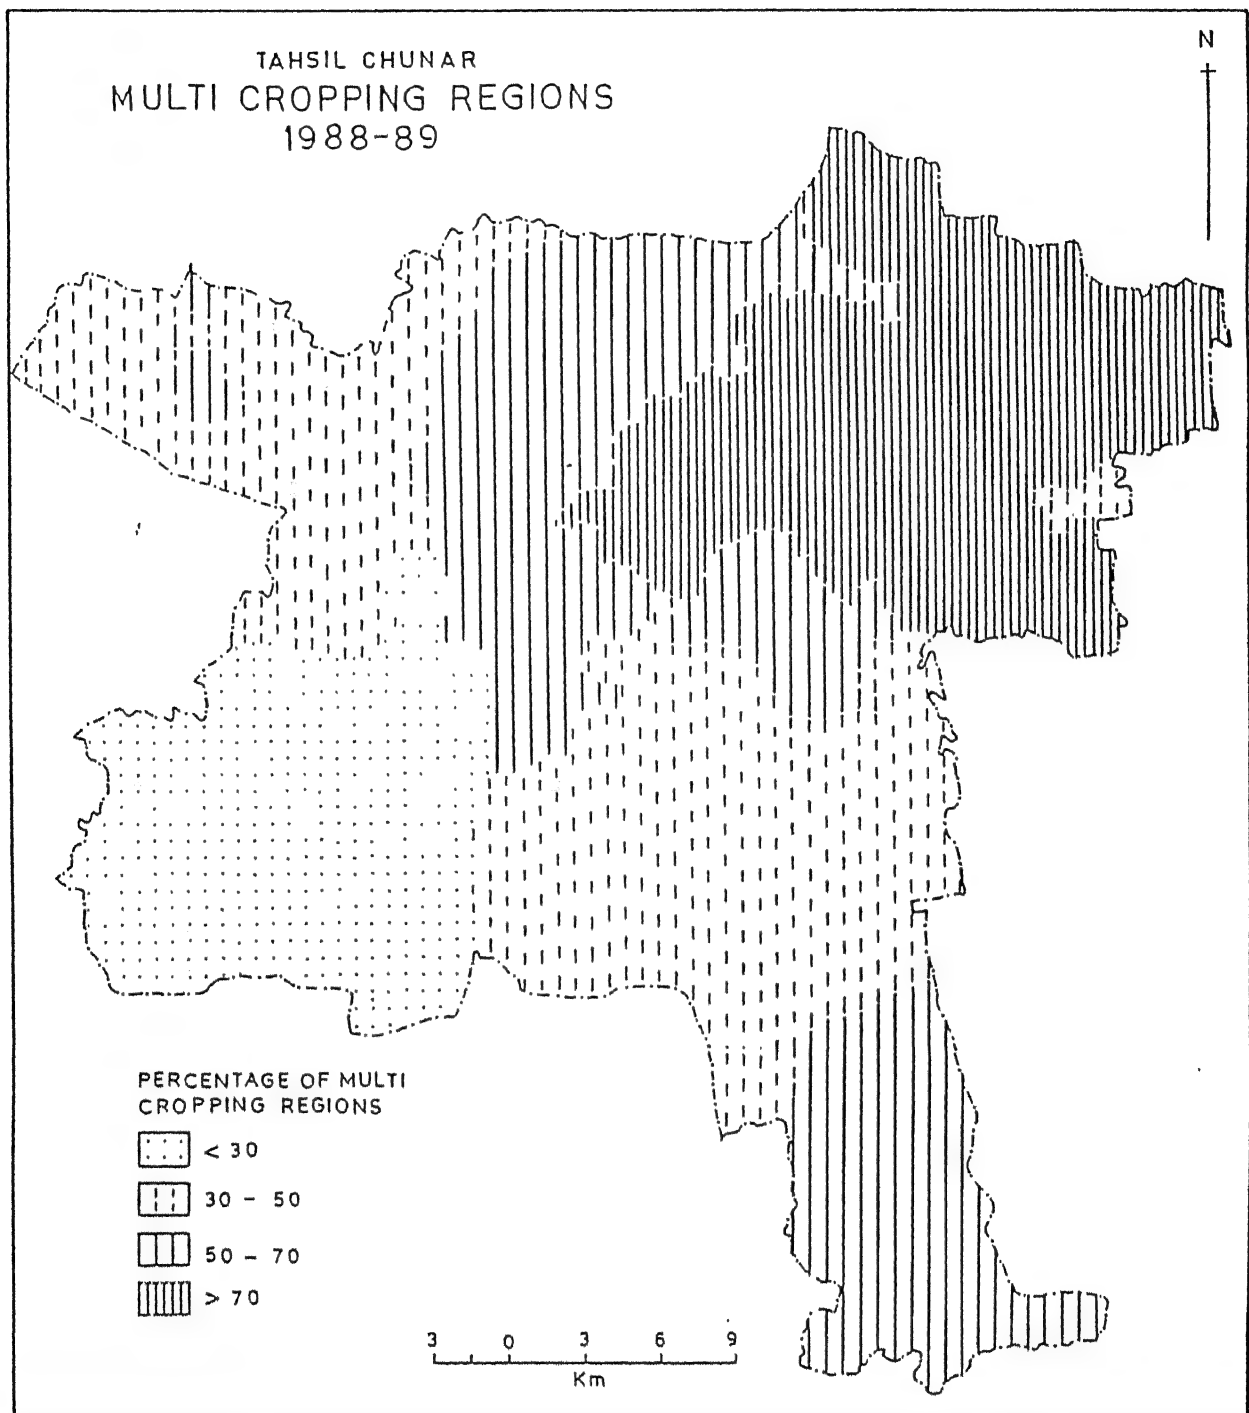 TAHSIL CHUNAR
MULTI CROPPING REGIONS
1988-89
N
PERCENTAGE OF MULTI
CROPPING REGIONS
< 30
30 - 50
50 - 70
> 70
3 0 3 6 9
Km